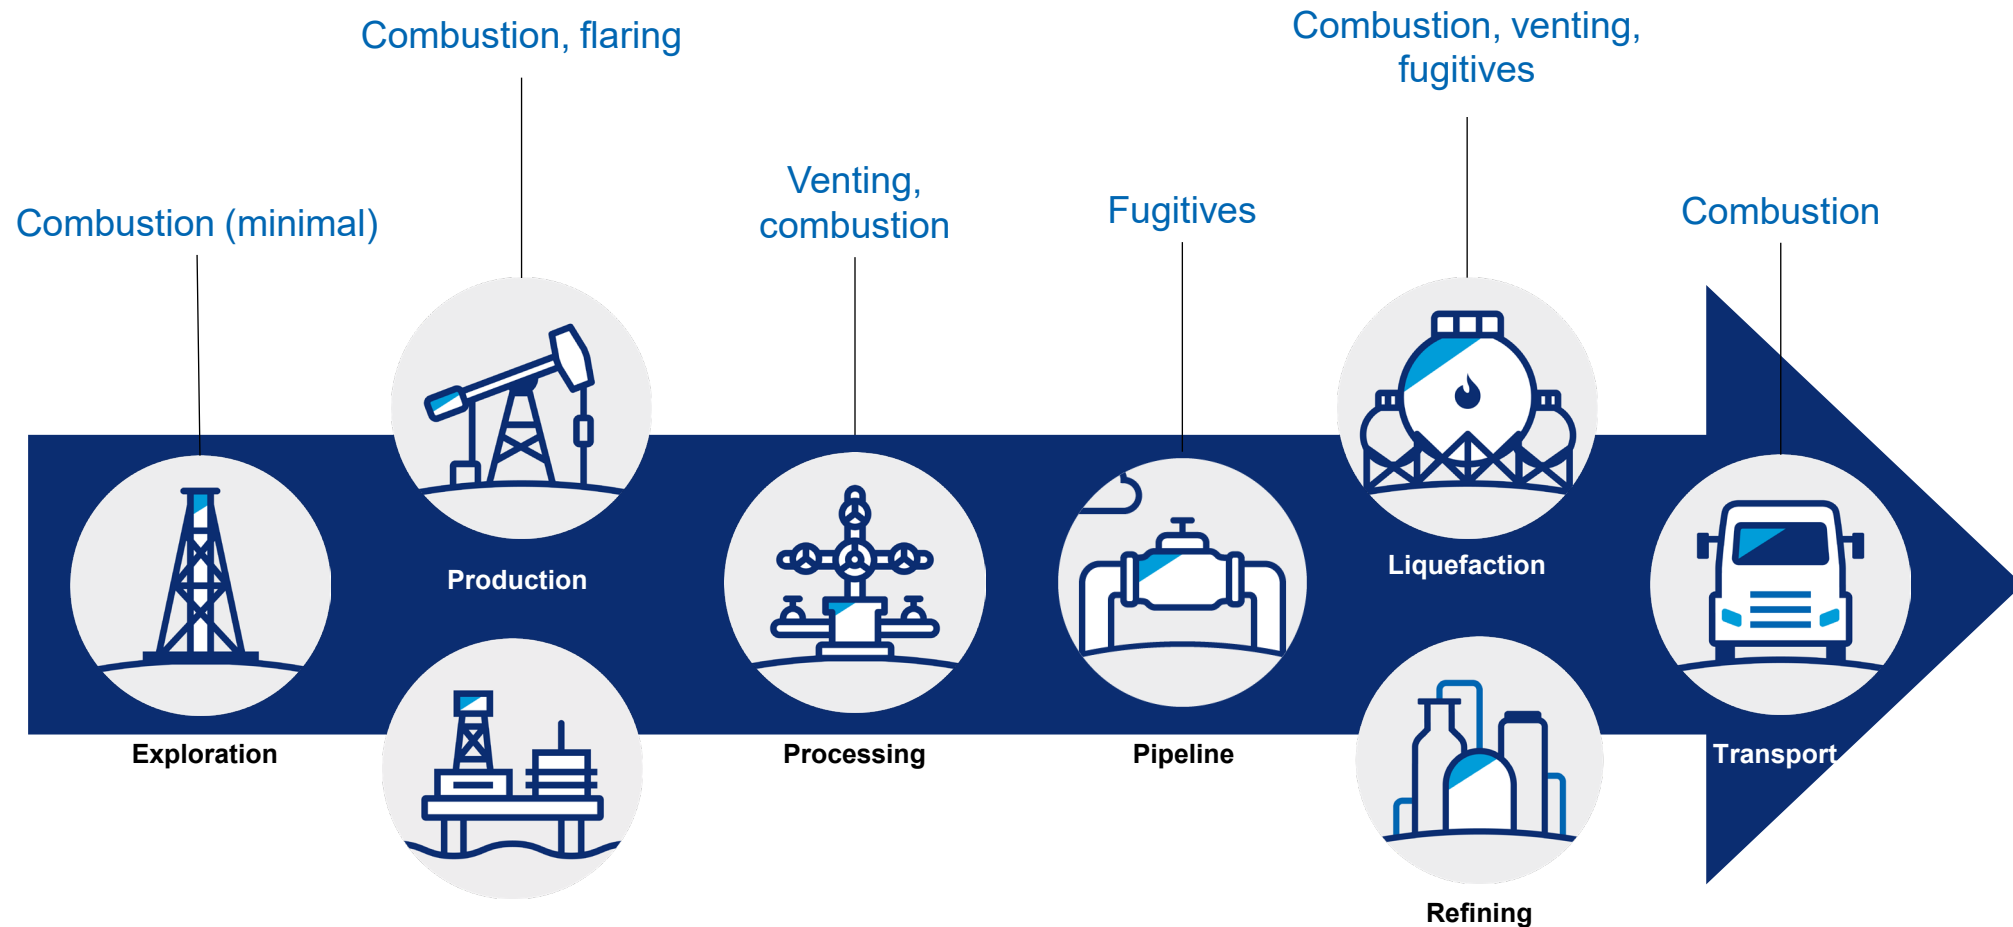 Combustion, flaring
Combustion, venting,
fugitives
Venting,
combustion
Fugitives
Combustion
Combustion (minimal)
Production
Liquefaction
Exploration
Processing
Pipeline
Transport
Refining